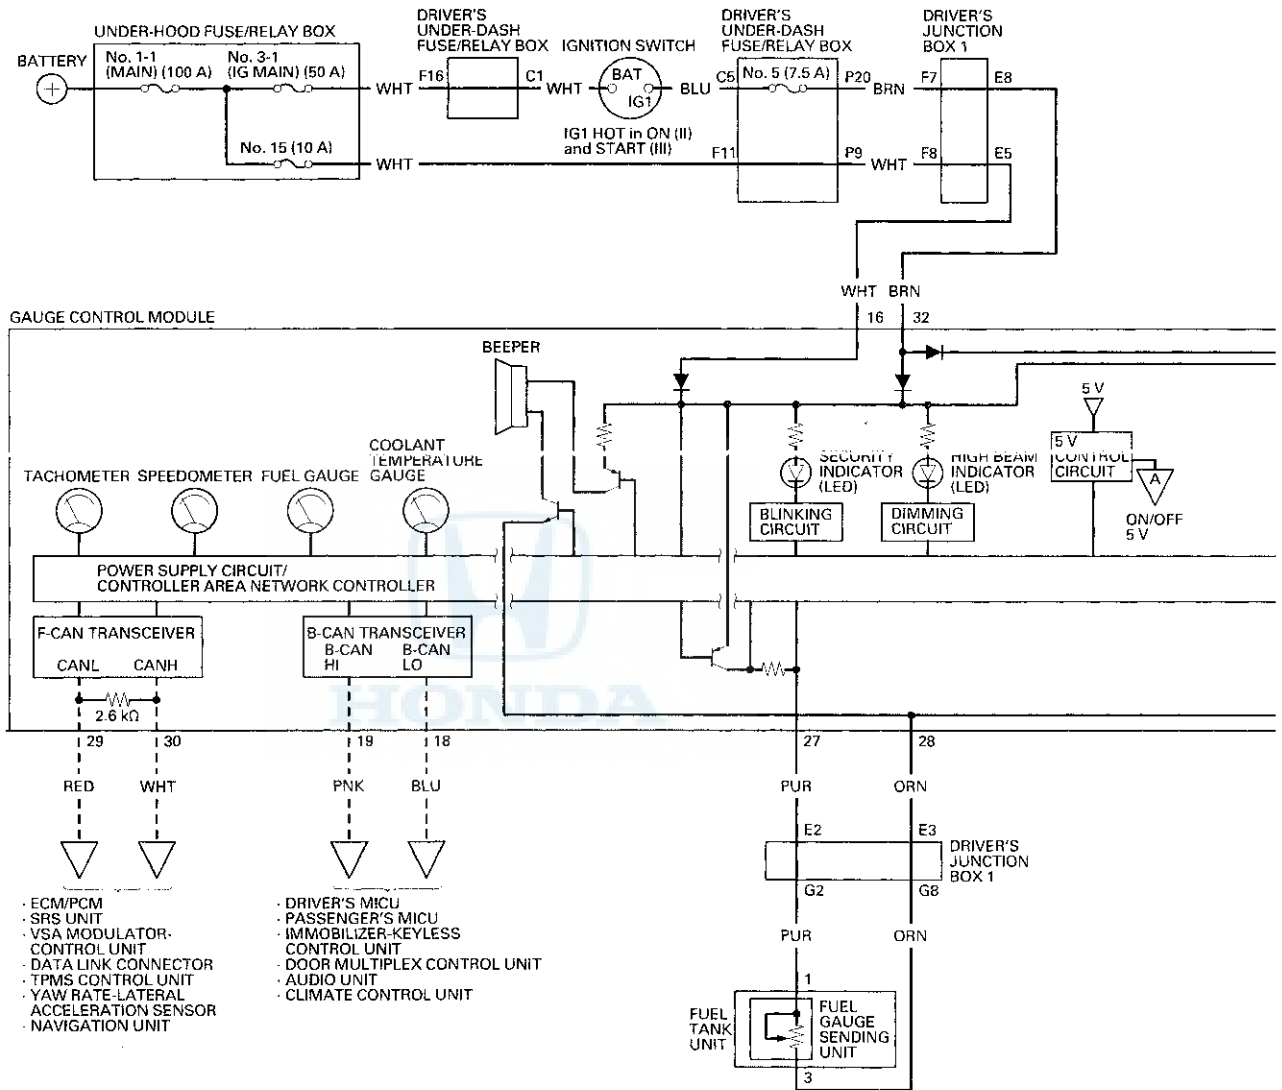 UNDER-HOOD FUSE/RELAY BOX
DRIVER'S
UNDER-DASH
FUSE/RELAY BOX
IGNITION SWITCH
DRIVER'S
UNDER-DASH
FUSE/RELAY BOX
DRIVER'S
JUNCTION
BOX 1
BATTERY
No. 1-1
(MAIN) (100 A)
No. 3-1
(IG MAIN) (50 A)
WHT
F16
C1
WHT
BAT
IG1
BLU
C5
No. 5 (7.5 A)
P20
BRN
F7
E8
IG1 HOT in ON (II)
and START (III)
No. 15 (10 A)
WHT
F11
P9
WHT
F8
E5
WHT
BRN
16
32
GAUGE CONTROL MODULE
BEEPER
5 V
5 V
CONTROL
CIRCUIT
A
ON/OFF
5 V
TACHOMETER
SPEEDOMETER
FUEL GAUGE
COOLANT
TEMPERATURE
GAUGE
SECURITY
INDICATOR
(LED)
HIGH BEAM
INDICATOR
(LED)
BLINKING
CIRCUIT
DIMMING
CIRCUIT
POWER SUPPLY CIRCUIT/
CONTROLLER AREA NETWORK CONTROLLER
F-CAN TRANSCEIVER
CANL
CANH
B-CAN TRANSCEIVER
B-CAN
HI
B-CAN
LO
2.6 kΩ
HONDA
29
30
19
18
27
28
RED
WHT
PNK
BLU
PUR
ORN
E2
E3
DRIVER'S
JUNCTION
BOX 1
G2
G8
PUR
ORN
· ECM/PCM
· SRS UNIT
· VSA MODULATOR-
CONTROL UNIT
· DATA LINK CONNECTOR
· TPMS CONTROL UNIT
· YAW RATE-LATERAL
ACCELERATION SENSOR
· NAVIGATION UNIT
· DRIVER'S MICU
· PASSENGER'S MICU
· IMMOBILIZER-KEYLESS
CONTROL UNIT
· DOOR MULTIPLEX CONTROL UNIT
· AUDIO UNIT
· CLIMATE CONTROL UNIT
1
FUEL
TANK
UNIT
FUEL
GAUGE
SENDING
UNIT
3